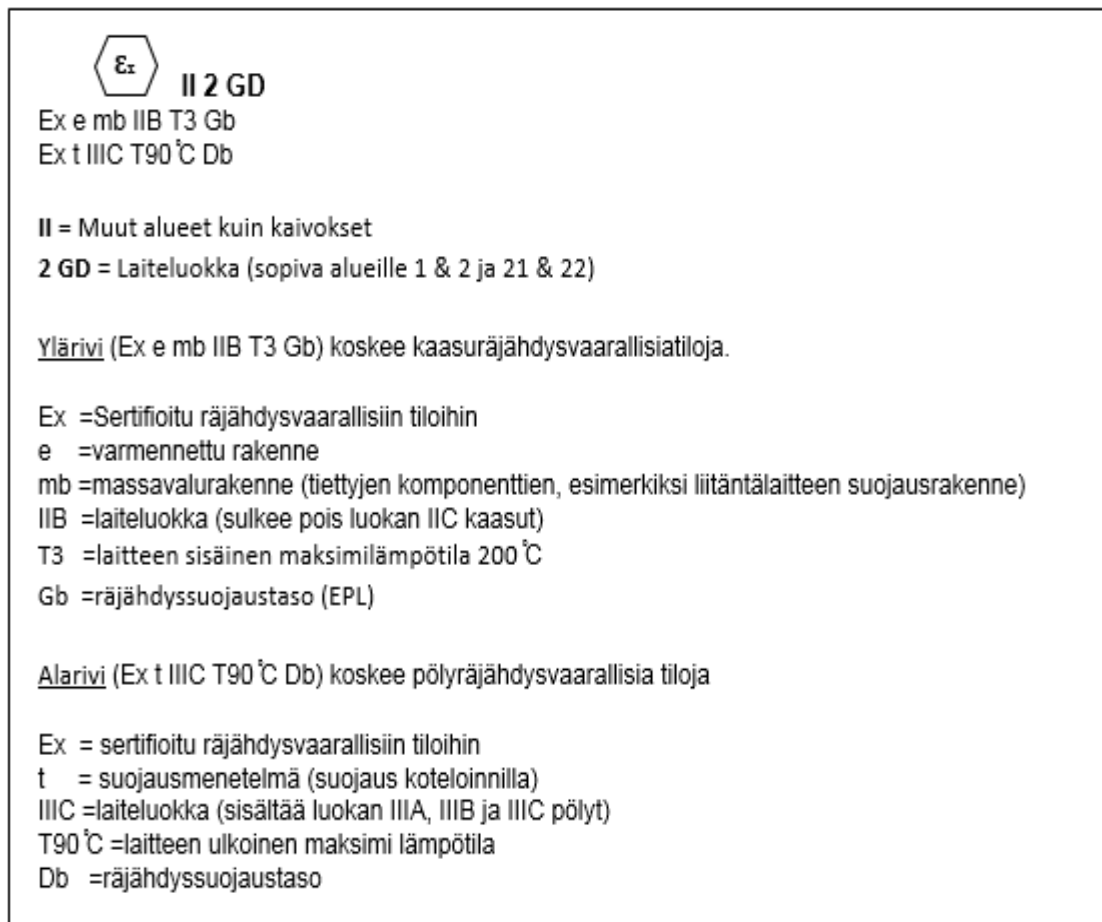 Ɛx II 2 GD
Ex e mb IIB T3 Gb
Ex t IIIC T90℃ Db
II = Muut alueet kuin kaivokset
2 GD = Laiteluokka (sopiva alueille 1 & 2 ja 21 & 22)
Ylärivi (Ex e mb IIB T3 Gb) koskee kaasuräjähdysvaarallisiatiloja.
Ex =Sertifioitu räjähdysvaarallisiin tiloihin
e =varmennettu rakenne
mb =massavalurakenne (tiettyjen komponenttien, esimerkiksi liitäntälaitteen suojausrakenne)
IIB =laiteluokka (sulkee pois luokan IIC kaasut)
T3 =laitteen sisäinen maksimilämpötila 200℃
Gb =räjähdyssuojaustaso (EPL)
Alarivi (Ex t IIIC T90℃ Db) koskee pölyräjähdysvaarallisia tiloja
Ex = sertifioitu räjähdysvaarallisiin tiloihin
t = suojausmenetelmä (suojaus koteloinnilla)
IIIC =laiteluokka (sisältää luokan IIIA, IIIB ja IIIC pölyt)
T90℃ =laitteen ulkoinen maksimi lämpötila
Db =räjähdyssuojaustaso